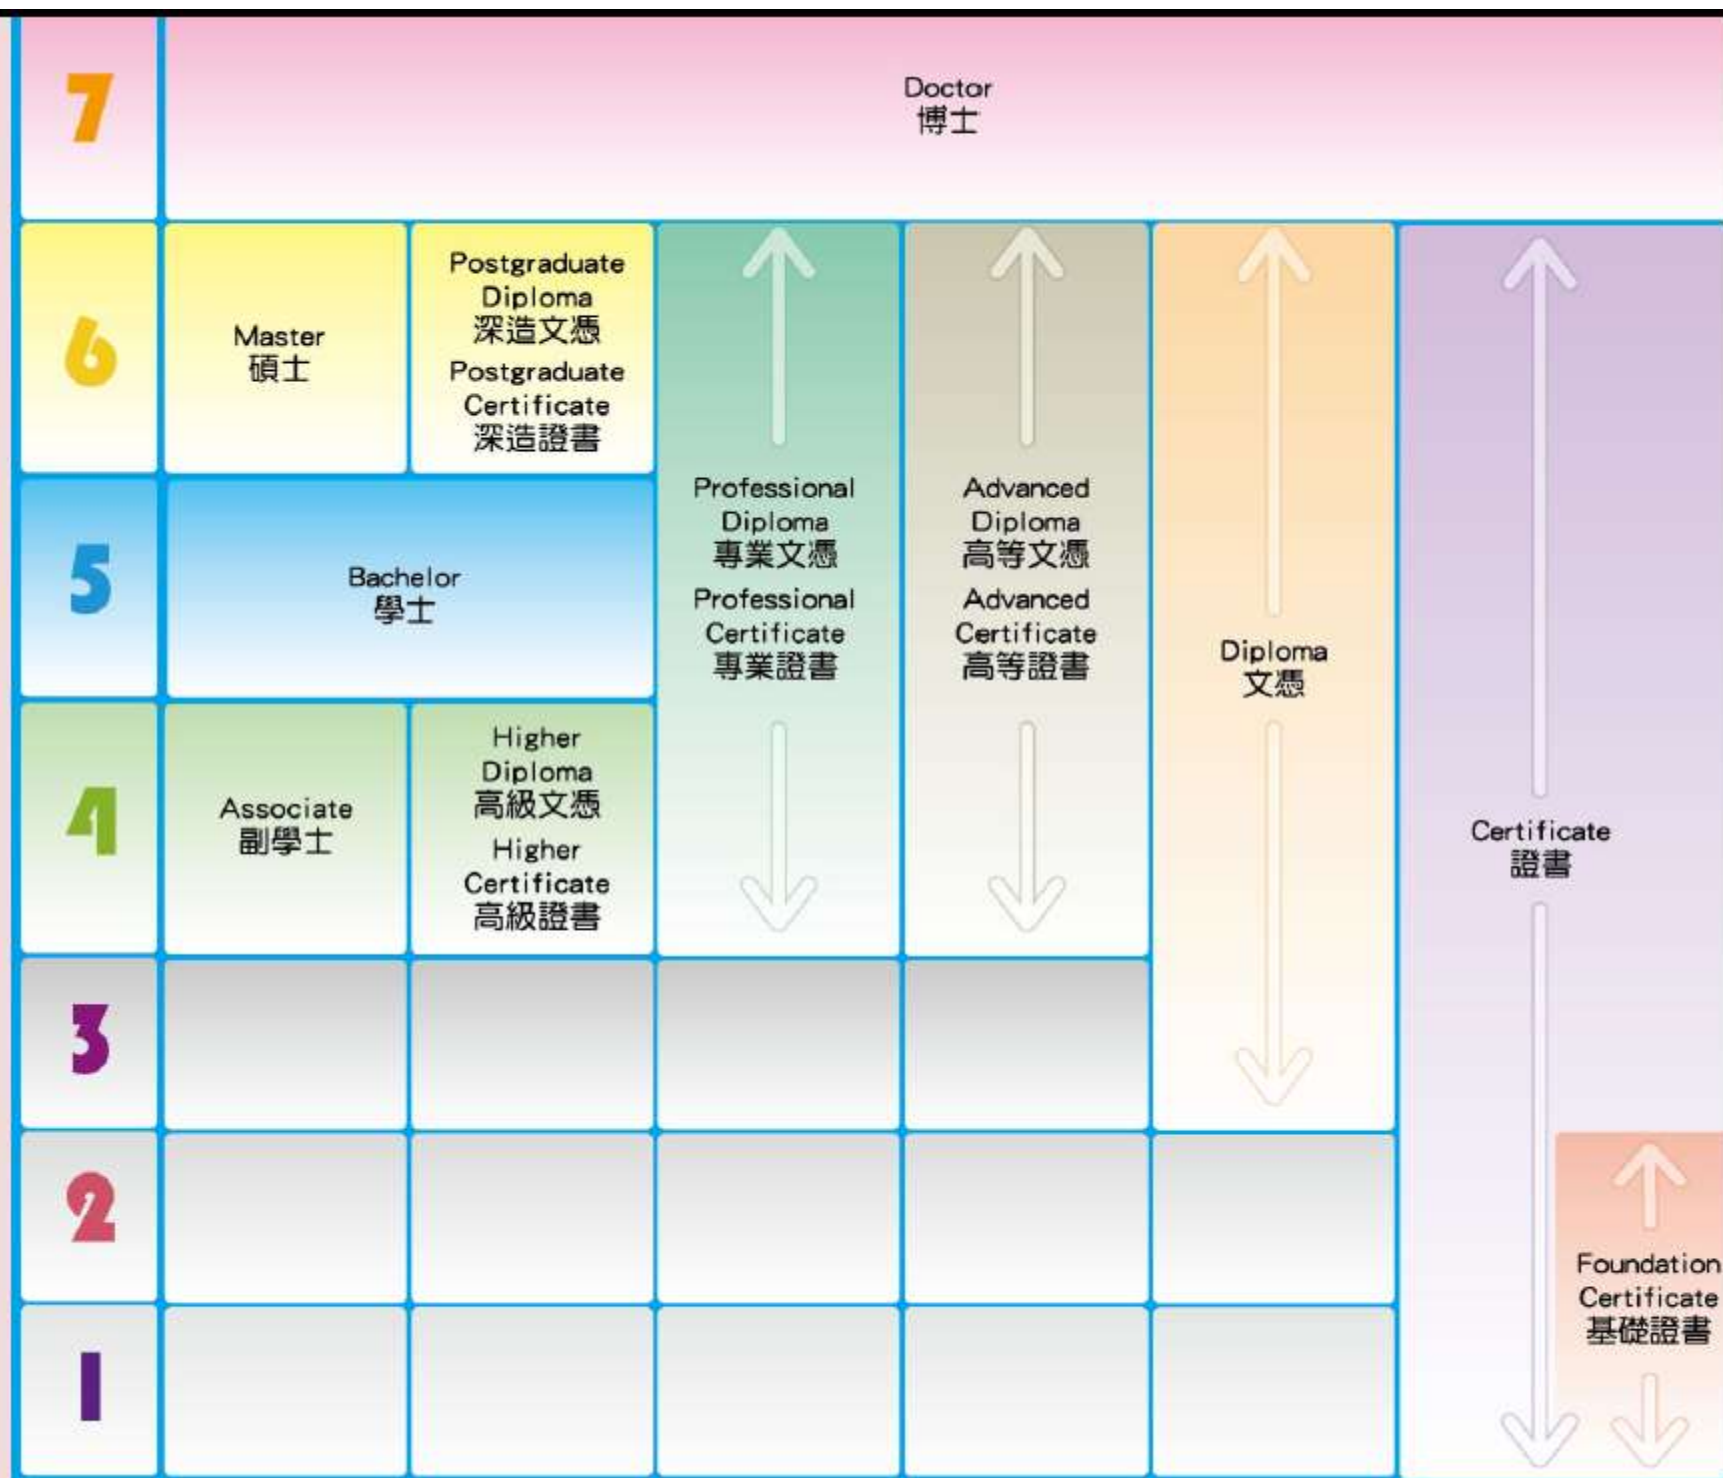 7
Doctor
博士
6
Master
碩士
Postgraduate
Diploma
深造文憑
Postgraduate
Certificate
深造證書
Professional
Diploma
專業文憑
Professional
Certificate
專業證書
Advanced
Diploma
高等文憑
Advanced
Certificate
高等證書
Diploma
文憑
Certificate
證書
5
Bachelor
學士
4
Associate
副學士
Higher
Diploma
高級文憑
Higher
Certificate
高級證書
3
2
Foundation
Certificate
基礎證書
1